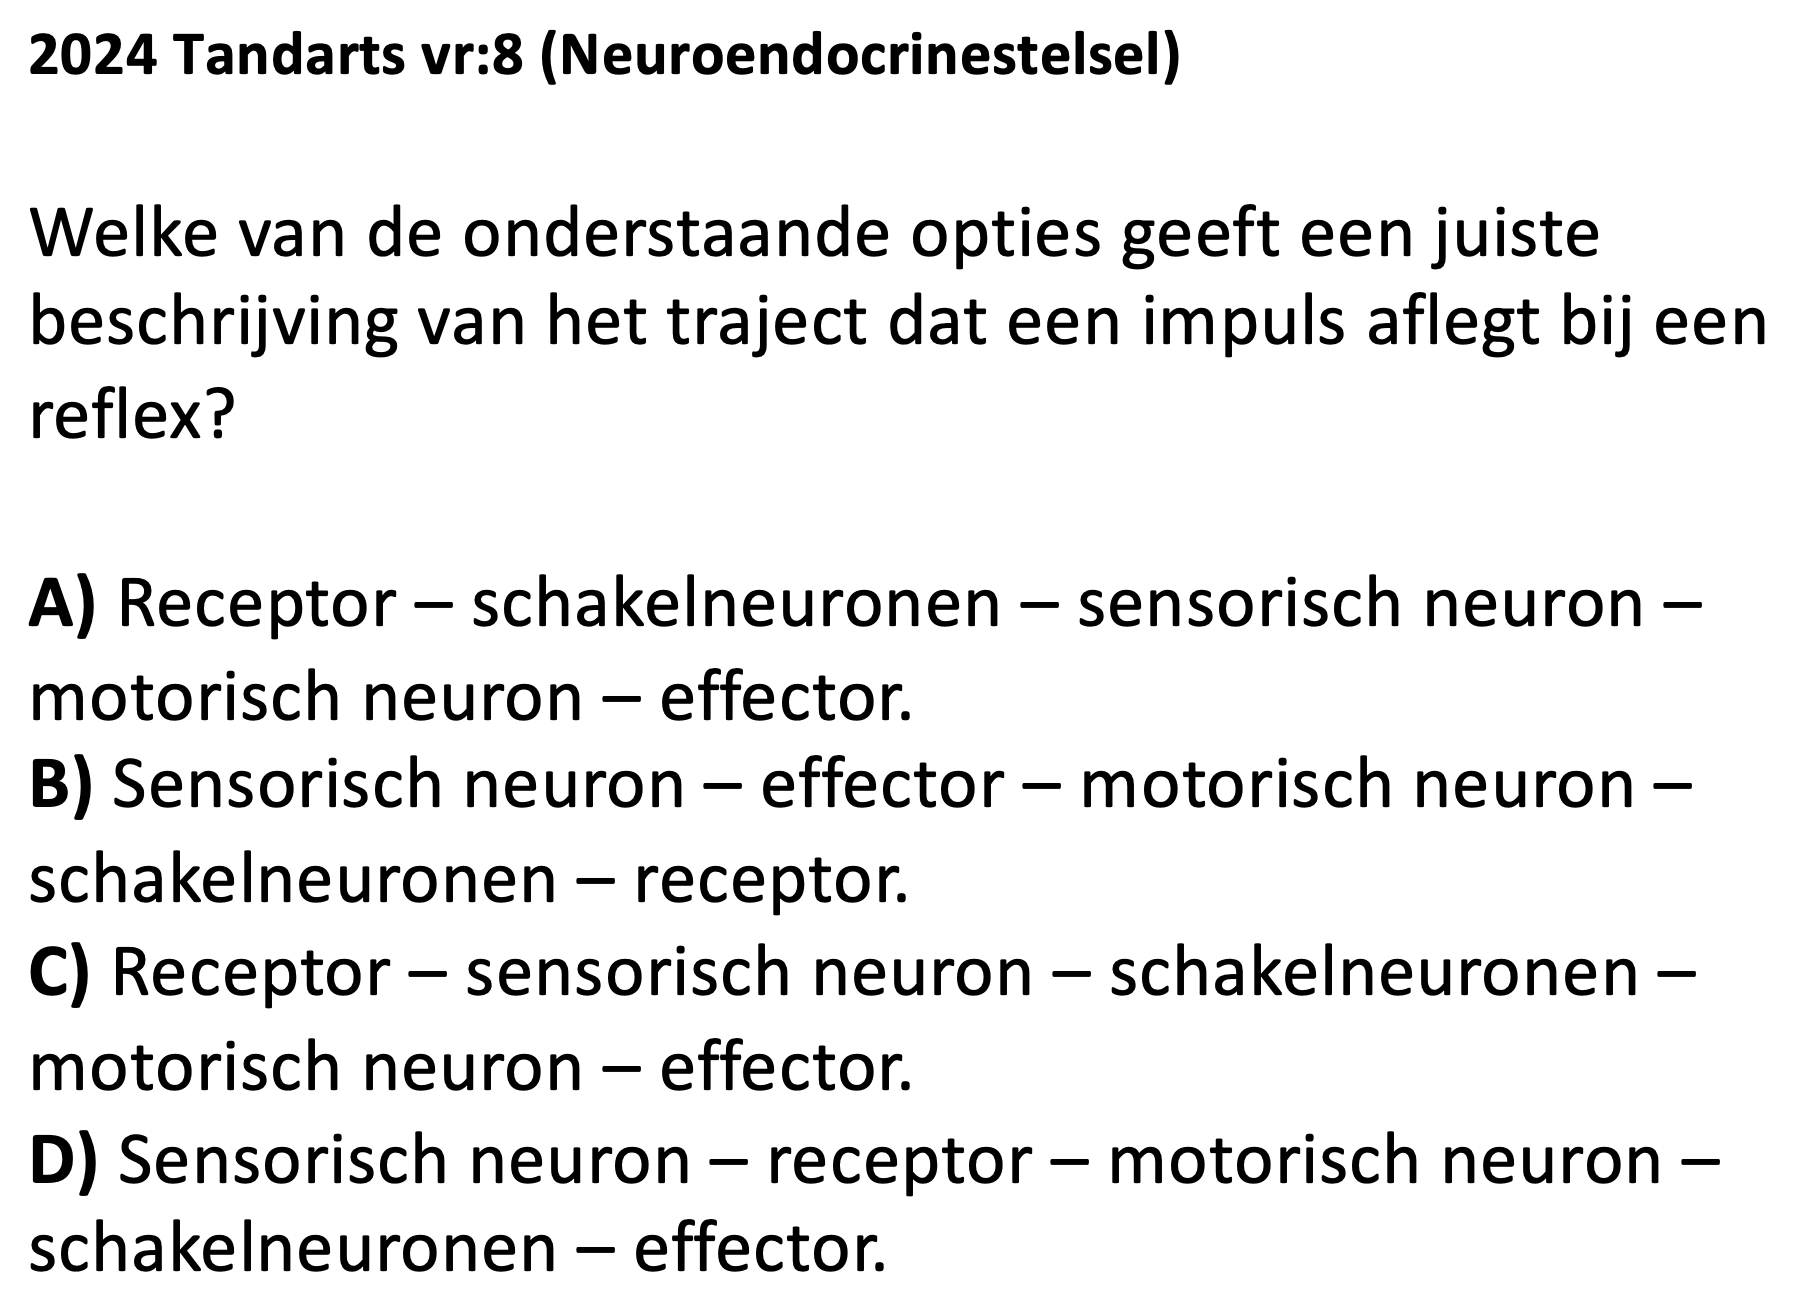 2024 Tandarts vr:8 (Neuroendocrinestelsel)
Welke van de onderstaande opties geeft een juiste
beschrijving van het traject dat een impuls aflegt bij een
reflex?
A) Receptor – schakelneuronen – sensorisch neuron –
motorisch neuron – effector.
B) Sensorisch neuron – effector – motorisch neuron –
schakelneuronen – receptor.
C) Receptor – sensorisch neuron – schakelneuronen –
motorisch neuron – effector.
D) Sensorisch neuron – receptor – motorisch neuron –
schakelneuronen – effector.